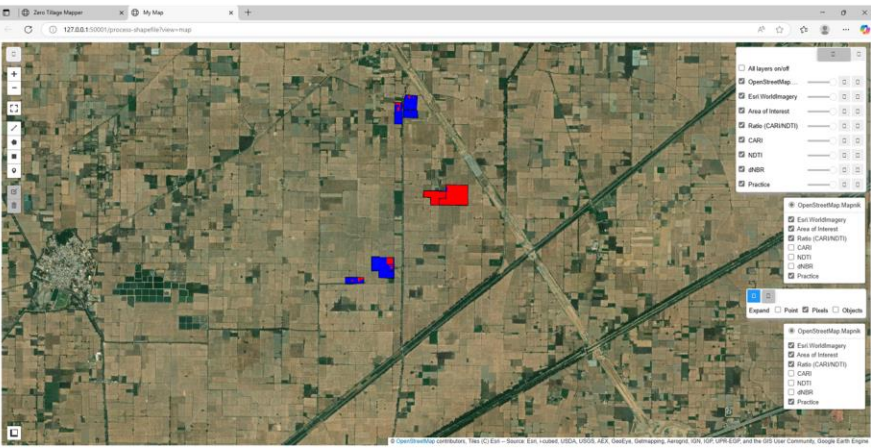 Zero Tillage Mapper
My Map
127.0.0.1:50001/process-shapefile?view=map
All layers on/off
OpenStreetMap...
Esri.WorldImagery
Area of Interest
Ratio (CARI/NDTI)
CARI
NDTI
dNBR
Practice
OpenStreetMap Mapnik
Esri.WorldImagery
Area of Interest
Ratio (CARI/NDTI)
CARI
NDTI
dNBR
Practice
Expand Point Pixels Objects
OpenStreetMap Mapnik
Esri.WorldImagery
Area of Interest
Ratio (CARI/NDTI)
CARI
NDTI
dNBR
Practice
© OpenStreetMap contributors, Tiles (C) Esri -- Source: Esri, i-cubed, USDA, USGS, AEX, GeoEye, Getmapping, Aerogrid, IGN, IGP, UPR-EGP, and the GIS User Community, Google Earth Engine